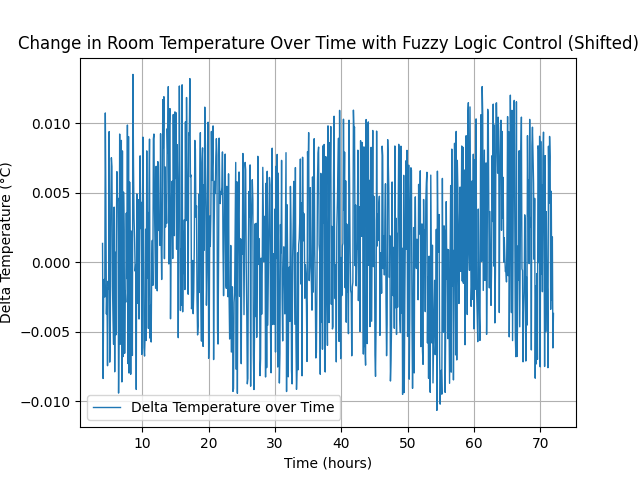 Change in Room Temperature Over Time with Fuzzy Logic Control (Shifted)
Delta Temperature (°C)
0.010
0.005
0.000
−0.005
−0.010
Delta Temperature over Time
10 20 30 40 50 60 70
Time (hours)